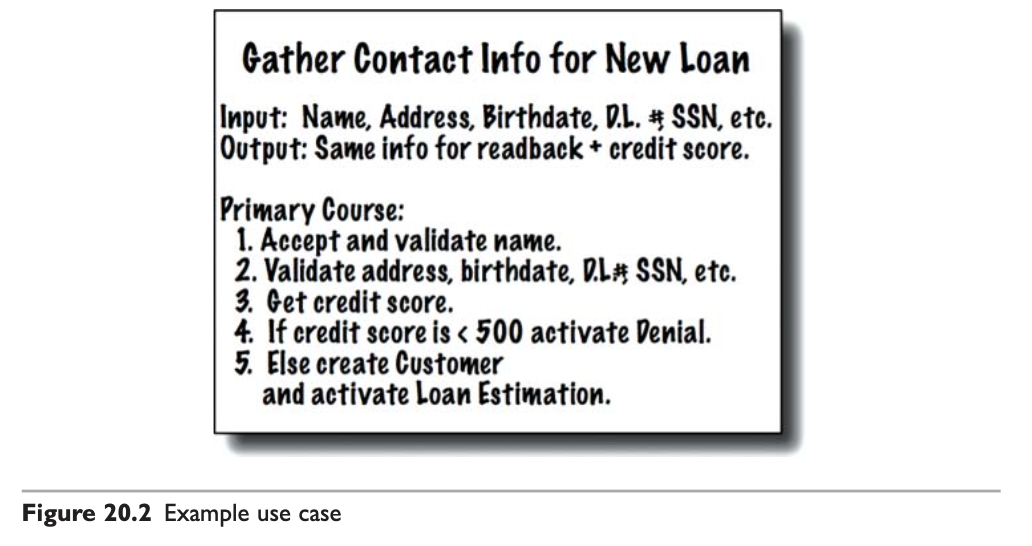 Gather Contact Info for New Loan
Input: Name, Address, Birthdate, D.L. #, SSN, etc.
Output: Same info for readback + credit score.
Primary Course:
1. Accept and validate name.
2. Validate address, birthdate, D.L#, SSN, etc.
3. Get credit score.
4. If credit score is < 500 activate Denial.
5. Else create Customer
and activate Loan Estimation.
Figure 20.2 Example use case